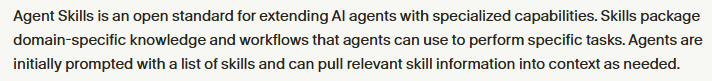 Agent Skills is an open standard for extending AI agents with specialized capabilities. Skills package
domain-specific knowledge and workflows that agents can use to perform specific tasks. Agents are
initially prompted with a list of skills and can pull relevant skill information into context as needed.